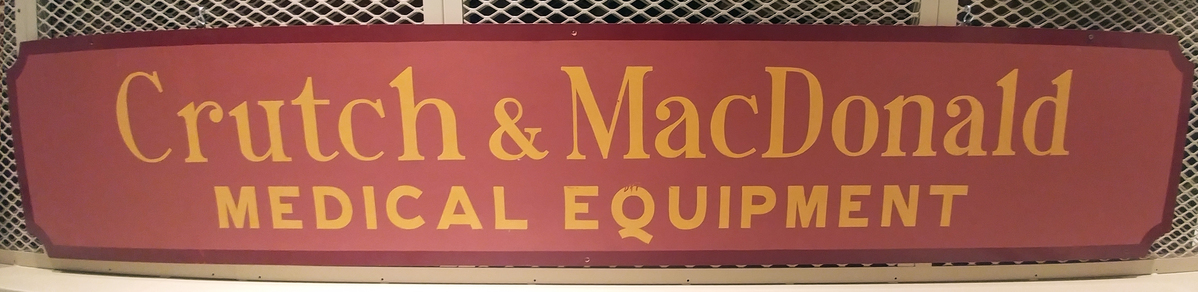 Crutch & MacDonald
MEDICAL EQUIPMENT